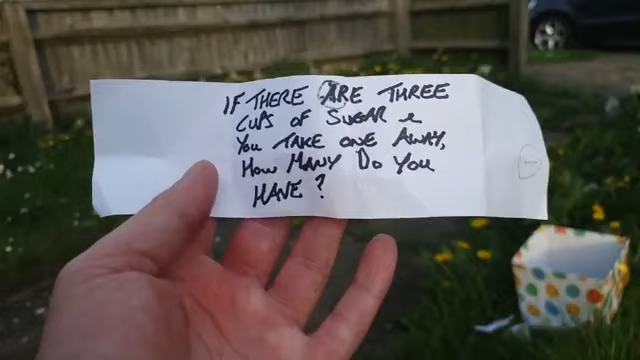 IF THERE ARE THREE
CUPS OF SUGAR &
YOU TAKE ONE AWAY,
HOW MANY DO YOU
HAVE?